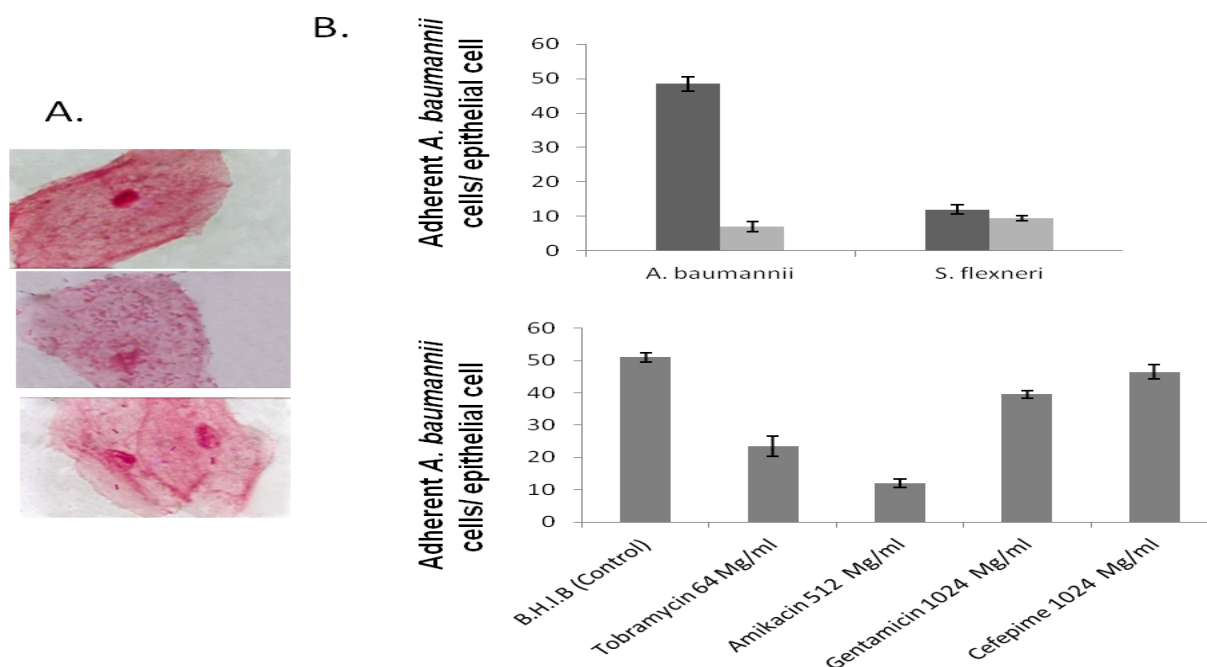 A.
B.
Adherent A. baumannii
cells/ epithelial cell
60
50
40
30
20
10
0
A. baumannii
S. flexneri
Adherent A. baumannii
cells/ epithelial cell
60
50
40
30
20
10
0
B.H.I.B (Control)
Tobramycin 64 Mg/ml
Amikacin 512 Mg/ml
Gentamicin 1024 Mg/ml
Cefepime 1024 Mg/ml